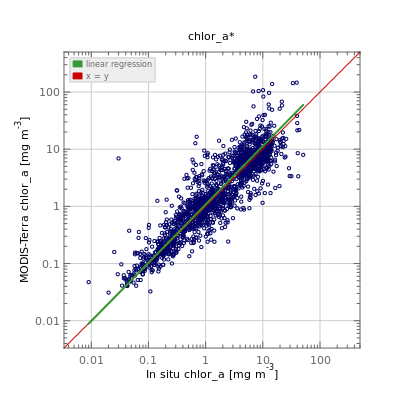 chlor_a*
linear regression
x = y
MODIS-Terra chlor_a [mg m⁻³]
100
10
1
0.1
0.01
0.01 0.1 1 10 100
In situ chlor_a [mg m⁻³]